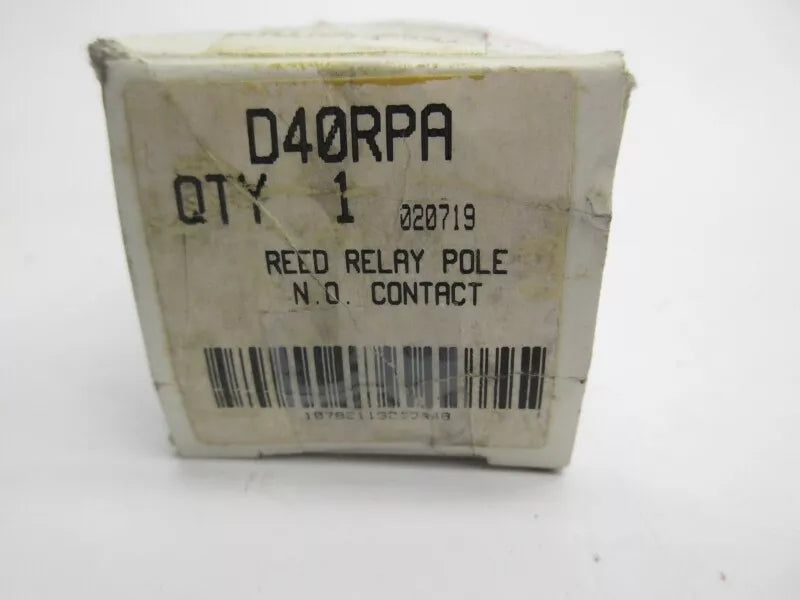 D40RPA
QTY 1 020719
REED RELAY POLE
N.O. CONTACT